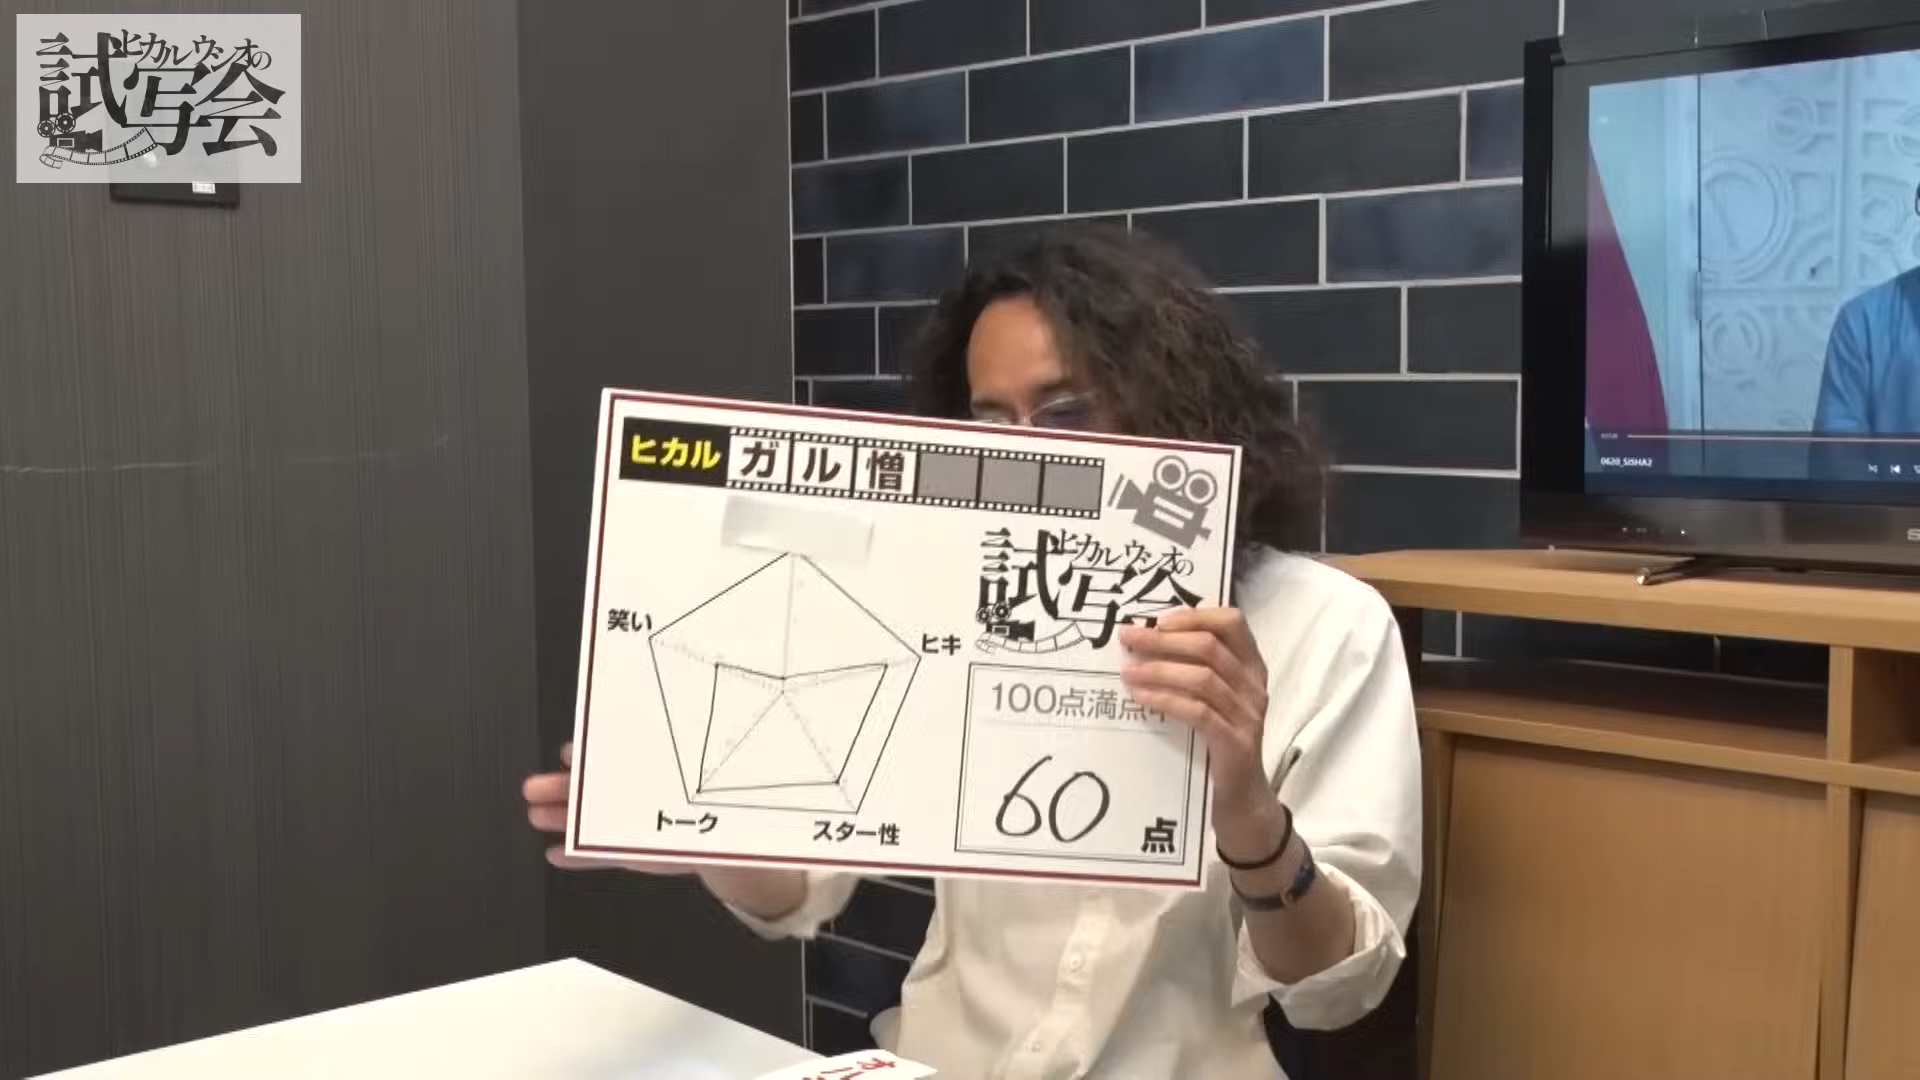 ヒカルウシオの
試写会
ヒカル ガル憎
ヒカルウシオの
試写会
笑い
ヒキ
トーク
スター性
100点満点中
60点
0620_SISHA2